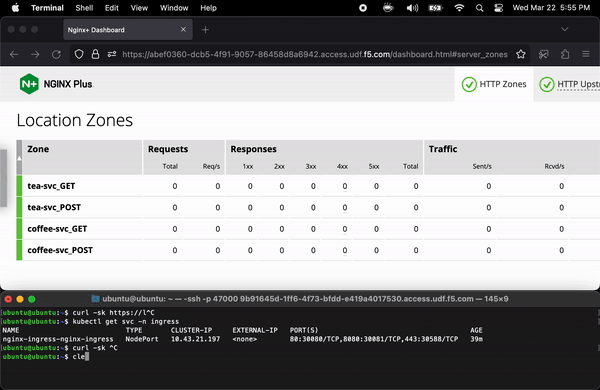 Terminal Shell Edit View Window Help Wed Mar 22 5:55 PM
Nginx+ Dashboard
https://abef0360-dcb5-4f91-9057-86458d8a6942.access.udf.f5.com/dashboard.html#server_zones
N+ NGINX Plus HTTP Zones HTTP Upst
Location Zones
Zone Requests Responses Traffic
Total Req/s 1xx 2xx 3xx 4xx 5xx Total Sent/s Rcvd/s
tea-svc_GET 0 0 0 0 0 0 0 0 0 0
tea-svc_POST 0 0 0 0 0 0 0 0 0 0
coffee-svc_GET 0 0 0 0 0 0 0 0 0 0
coffee-svc_POST 0 0 0 0 0 0 0 0 0 0
ubuntu@ubuntu: ~ — -ssh -p 47000 9b91645d-1ff6-4f73-bfdd-e419a4017530.access.udf.f5.com — 145×9
ubuntu@ubuntu:~$ curl -sk https://l^C
ubuntu@ubuntu:~$ kubectl get svc -n ingress
NAME TYPE CLUSTER-IP EXTERNAL-IP PORT(S) AGE
nginx-ingress-nginx-ingress NodePort 10.43.21.197 <none> 80:30080/TCP,8080:30081/TCP,443:30588/TCP 39m
ubuntu@ubuntu:~$ curl -sk ^C
ubuntu@ubuntu:~$ cle